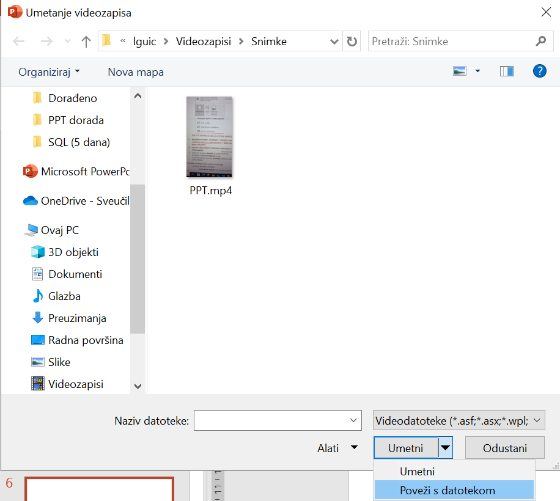 Umetanje videozapisa
« lguic > Videozapisi > Snimke
Pretraži: Snimke
Organiziraj
Nova mapa
Dorađeno
PPT dorada
SQL (5 dana)
Microsoft PowerPo
OneDrive - Sveučil
Ovaj PC
3D objekti
Dokumenti
Glazba
Preuzimanja
Radna površina
Slike
Videozapisi
PPT.mp4
Naziv datoteke:
Videodatoteke (*.asf;*.asx;*.wpl;
Alati
Umetni
Odustani
Umetni
Poveži s datotekom
6